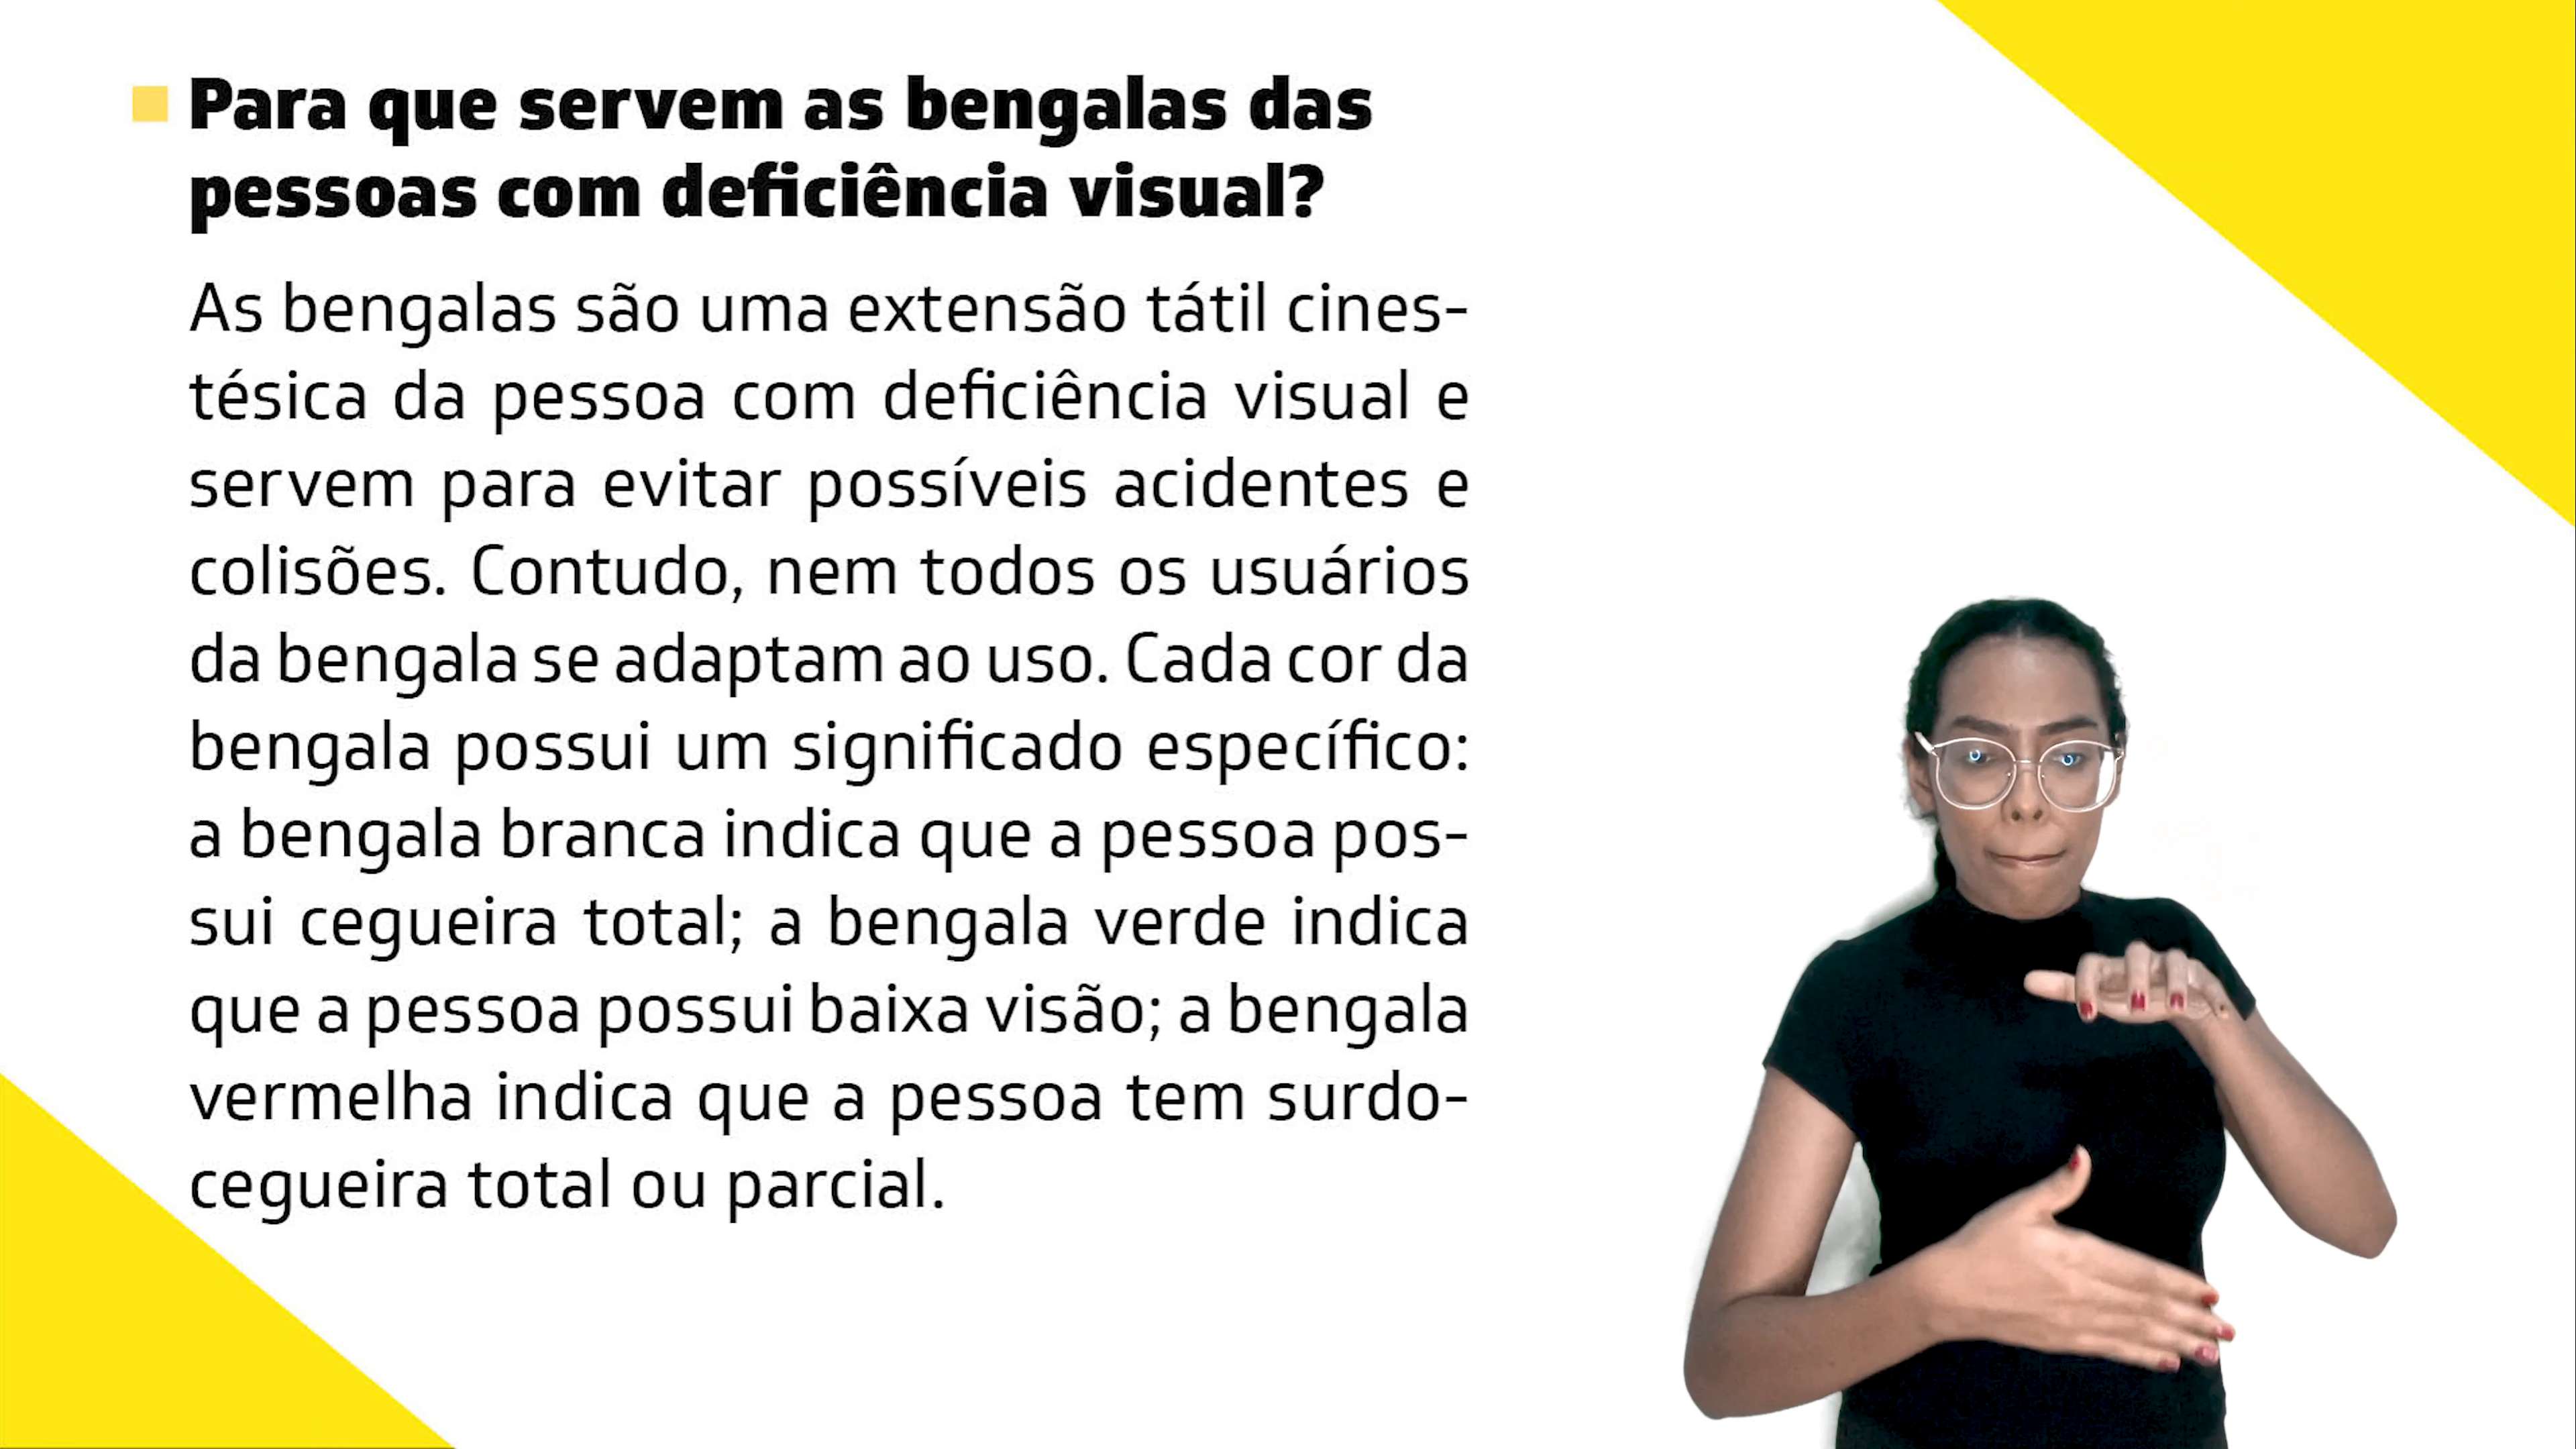 Para que servem as bengalas das
pessoas com deficiência visual?
As bengalas são uma extensão tátil cines-
tésica da pessoa com deficiência visual e
servem para evitar possíveis acidentes e
colisões. Contudo, nem todos os usuários
da bengala se adaptam ao uso. Cada cor da
bengala possui um significado específico:
a bengala branca indica que a pessoa pos-
sui cegueira total; a bengala verde indica
que a pessoa possui baixa visão; a bengala
vermelha indica que a pessoa tem surdo-
cegueira total ou parcial.